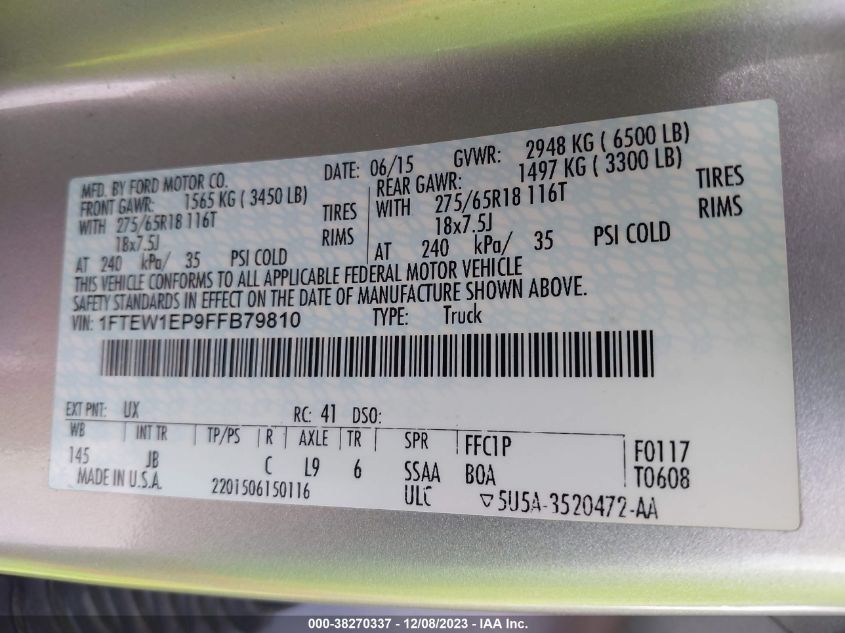 MFD. BY FORD MOTOR CO. DATE: 06/15 GVWR: 2948 KG ( 6500 LB)
FRONT GAWR: 1565 KG ( 3450 LB) REAR GAWR: 1497 KG ( 3300 LB)
WITH 275/65R18 116T TIRES WITH 275/65R18 116T TIRES
18x7.5J RIMS 18x7.5J RIMS
AT 240 kPa/ 35 PSI COLD AT 240 kPa/ 35 PSI COLD
THIS VEHICLE CONFORMS TO ALL APPLICABLE FEDERAL MOTOR VEHICLE
SAFETY STANDARDS IN EFFECT ON THE DATE OF MANUFACTURE SHOWN ABOVE.
VIN: 1FTEW1EP9FFB79810 TYPE: Truck
EXT PNT: UX RC: 41 DSO:
WB INT TR TP/PS R AXLE TR SPR FFC1P F0117
145 JB C L9 6 SSAA BOA T0608
MADE IN U.S.A. 2201506150116 ULC ▽5U5A-3520472-AA
000-38270337 - 12/08/2023 - IAA Inc.